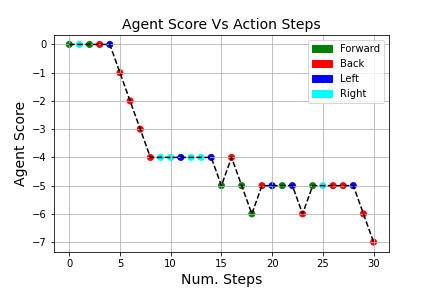 Agent Score Vs Action Steps
Forward
Back
Left
Right
Agent Score
0
−1
−2
−3
−4
−5
−6
−7
0 5 10 15 20 25 30
Num. Steps